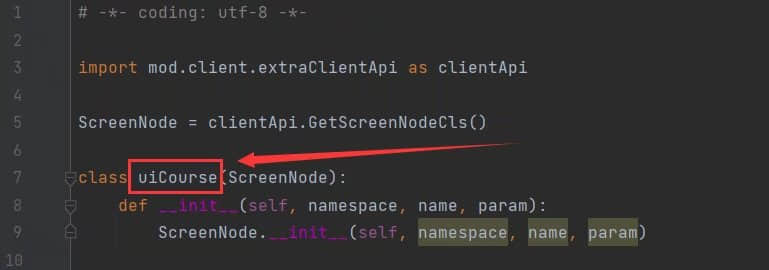 1 # -*- coding: utf-8 -*-
2
3 import mod.client.extraClientApi as clientApi
4
5 ScreenNode = clientApi.GetScreenNodeCls()
6
7 class uiCourse(ScreenNode):
8     def __init__(self, namespace, name, param):
9         ScreenNode.__init__(self, namespace, name, param)
10